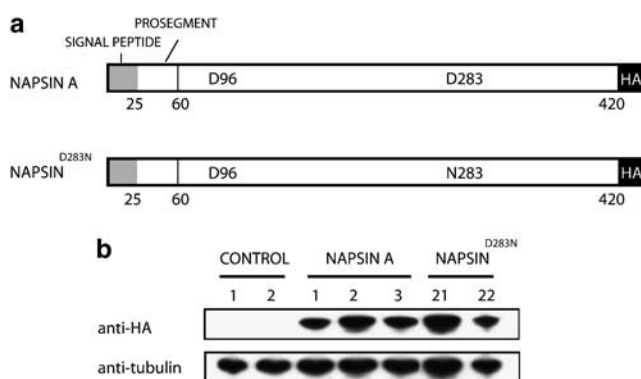 a
PROSEGMENT
SIGNAL PEPTIDE
NAPSIN A
D96 D283 HA
25 60 420
NAPSIN D283N
D96 N283 HA
25 60 420
b
CONTROL NAPSIN A NAPSIN D283N
1 2 1 2 3 21 22
anti-HA
anti-tubulin